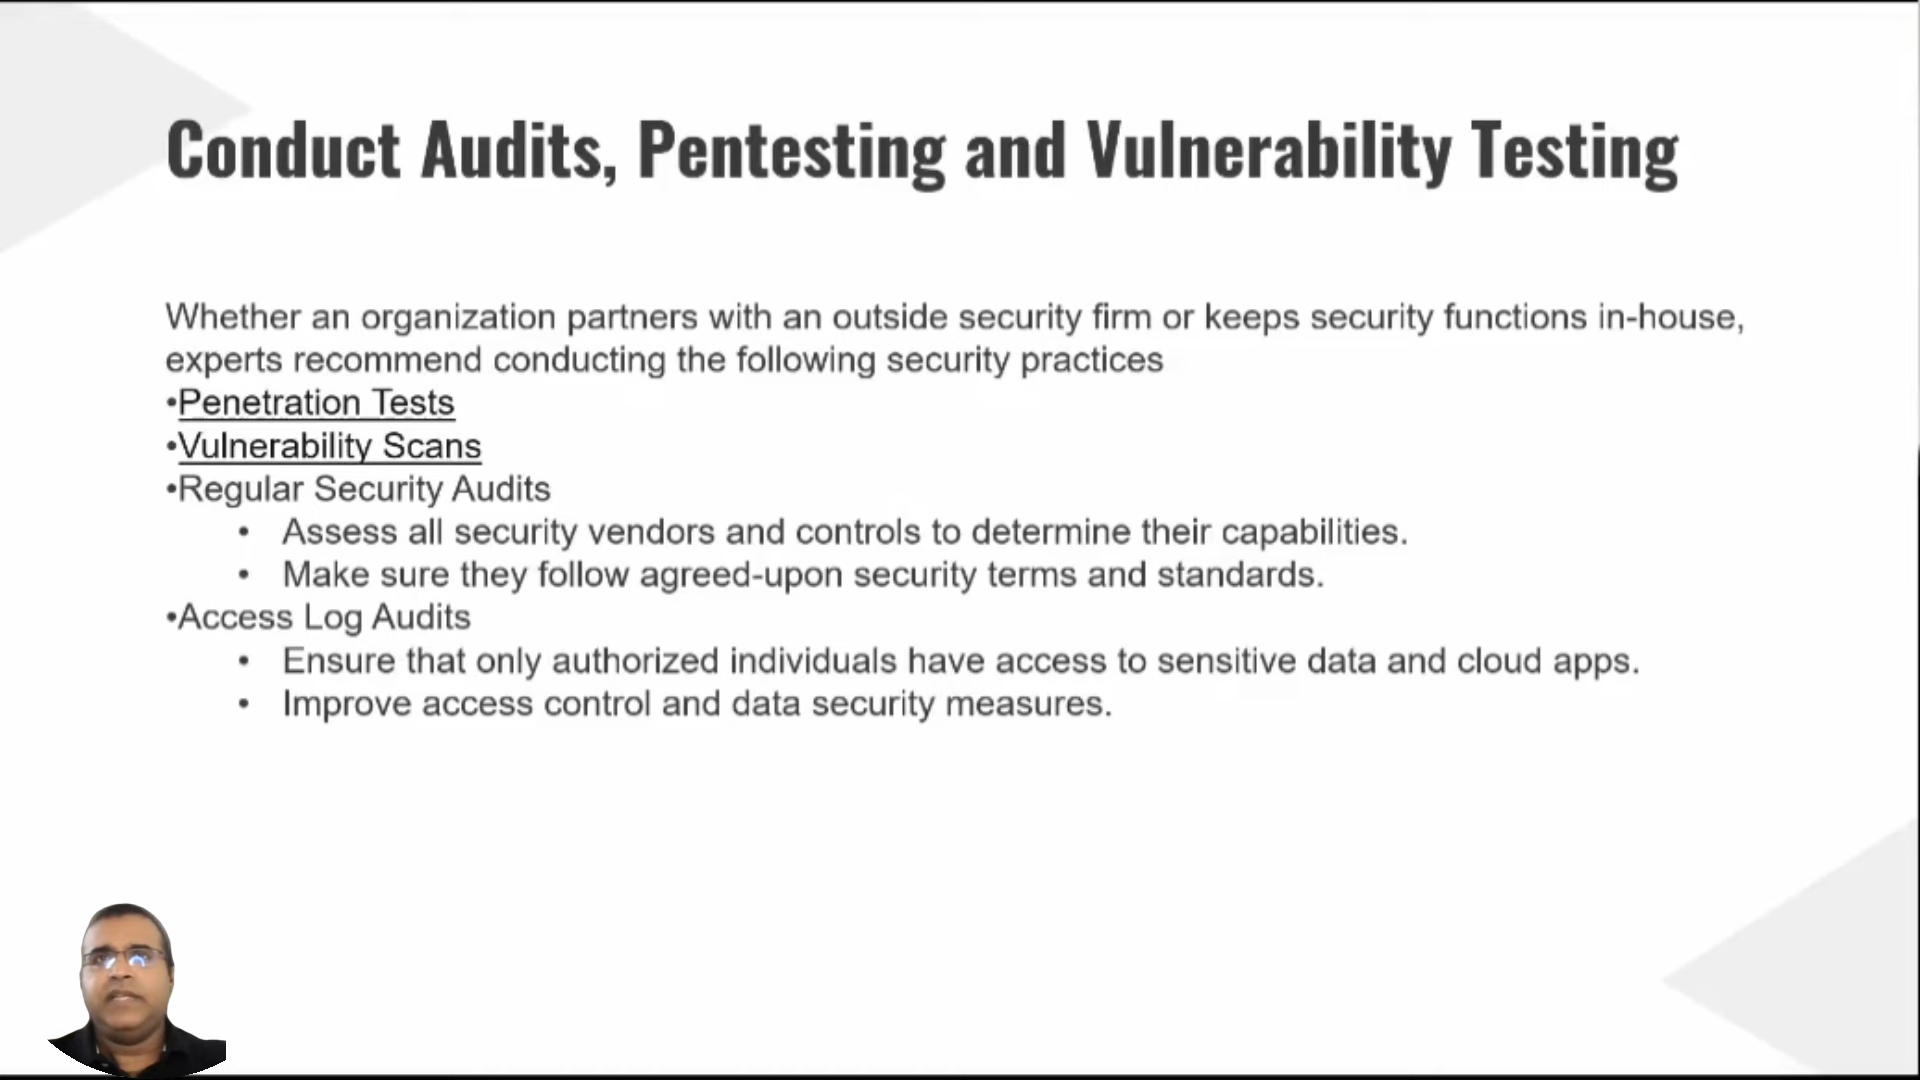 Conduct Audits, Pentesting and Vulnerability Testing
Whether an organization partners with an outside security firm or keeps security functions in-house,
experts recommend conducting the following security practices
•Penetration Tests
•Vulnerability Scans
•Regular Security Audits
• Assess all security vendors and controls to determine their capabilities.
• Make sure they follow agreed-upon security terms and standards.
•Access Log Audits
• Ensure that only authorized individuals have access to sensitive data and cloud apps.
• Improve access control and data security measures.